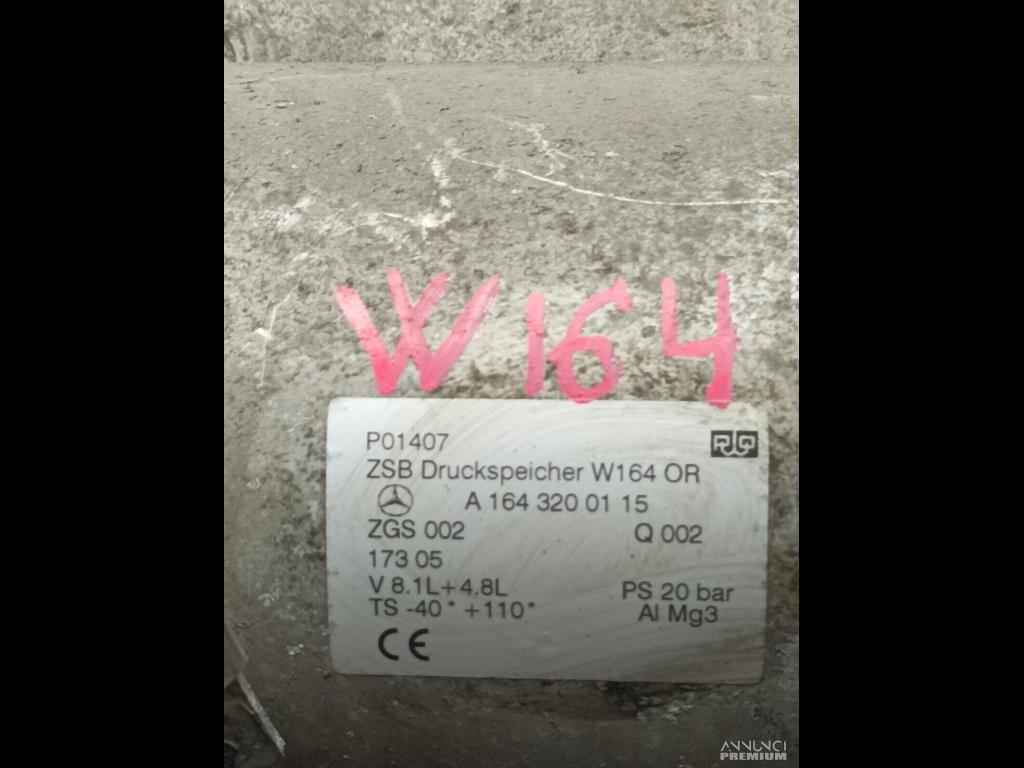 W164
P01407
ZSB Druckspeicher W164 OR
A 164 320 01 15
ZGS 002 Q 002
173 05
V 8.1L+4.8L PS 20 bar
TS -40° +110° Al Mg3
CE
ANNUNCI
PREMIUM